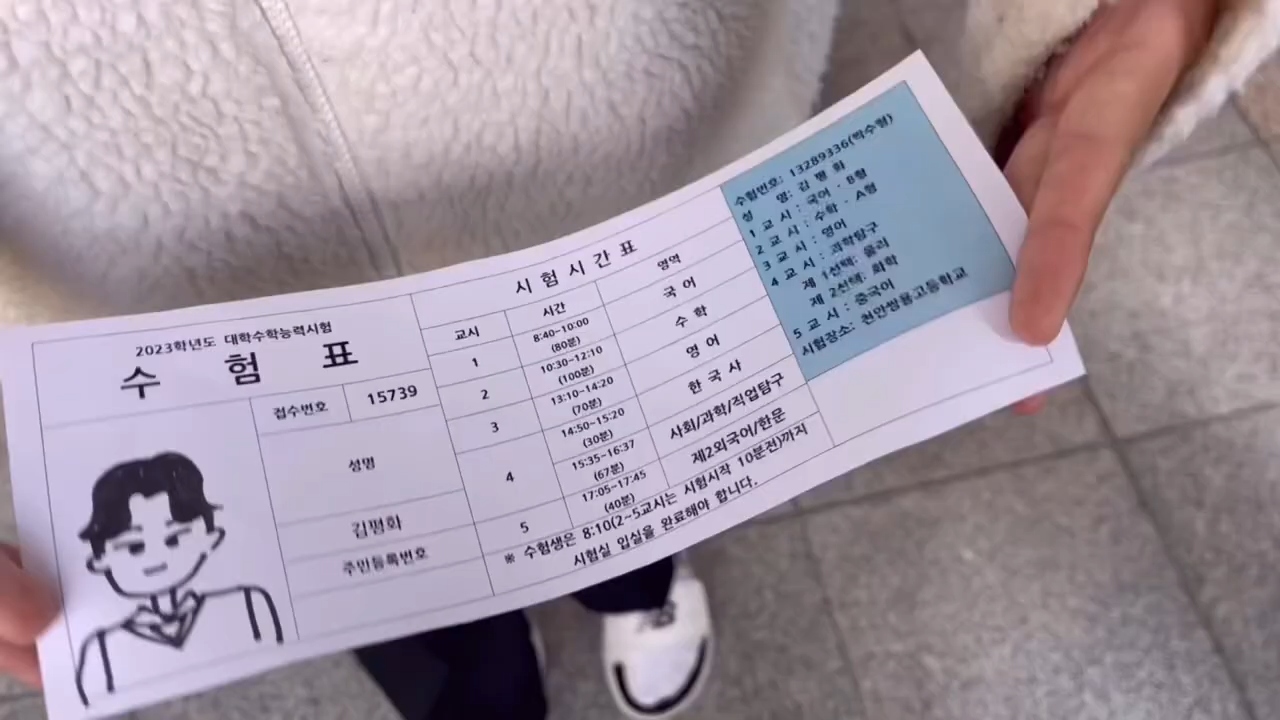 2023학년도 대학수학능력시험
수 험 표
접수번호 15739
성명
김평화
주민등록번호
시 험 시 간 표
교시 시간 영역
1 8:40~10:00 (80분) 국 어
2 10:30~12:10 (100분) 수 학
3 13:10~14:20 (70분) 영 어
4 14:50~15:20 (30분) 한 국 사
15:35~16:37 (67분) 사회/과학/직업탐구
5 17:05~17:45 (40분) 제2외국어/한문
※ 수험생은 8:10(2~5교시는 시험시작 10분전)까지
시험실 입실을 완료해야 합니다.
수험번호: 13289336(짝수형)
성 명: 김 평 화
1 교 시 : 국어 · B형
2 교 시 : 수학 · A형
3 교 시 : 영어
4 교 시 : 과학탐구
제 1선택: 물리
제 2선택: 화학
5 교 시 : 중국어
시험장소: 천안쌍용고등학교